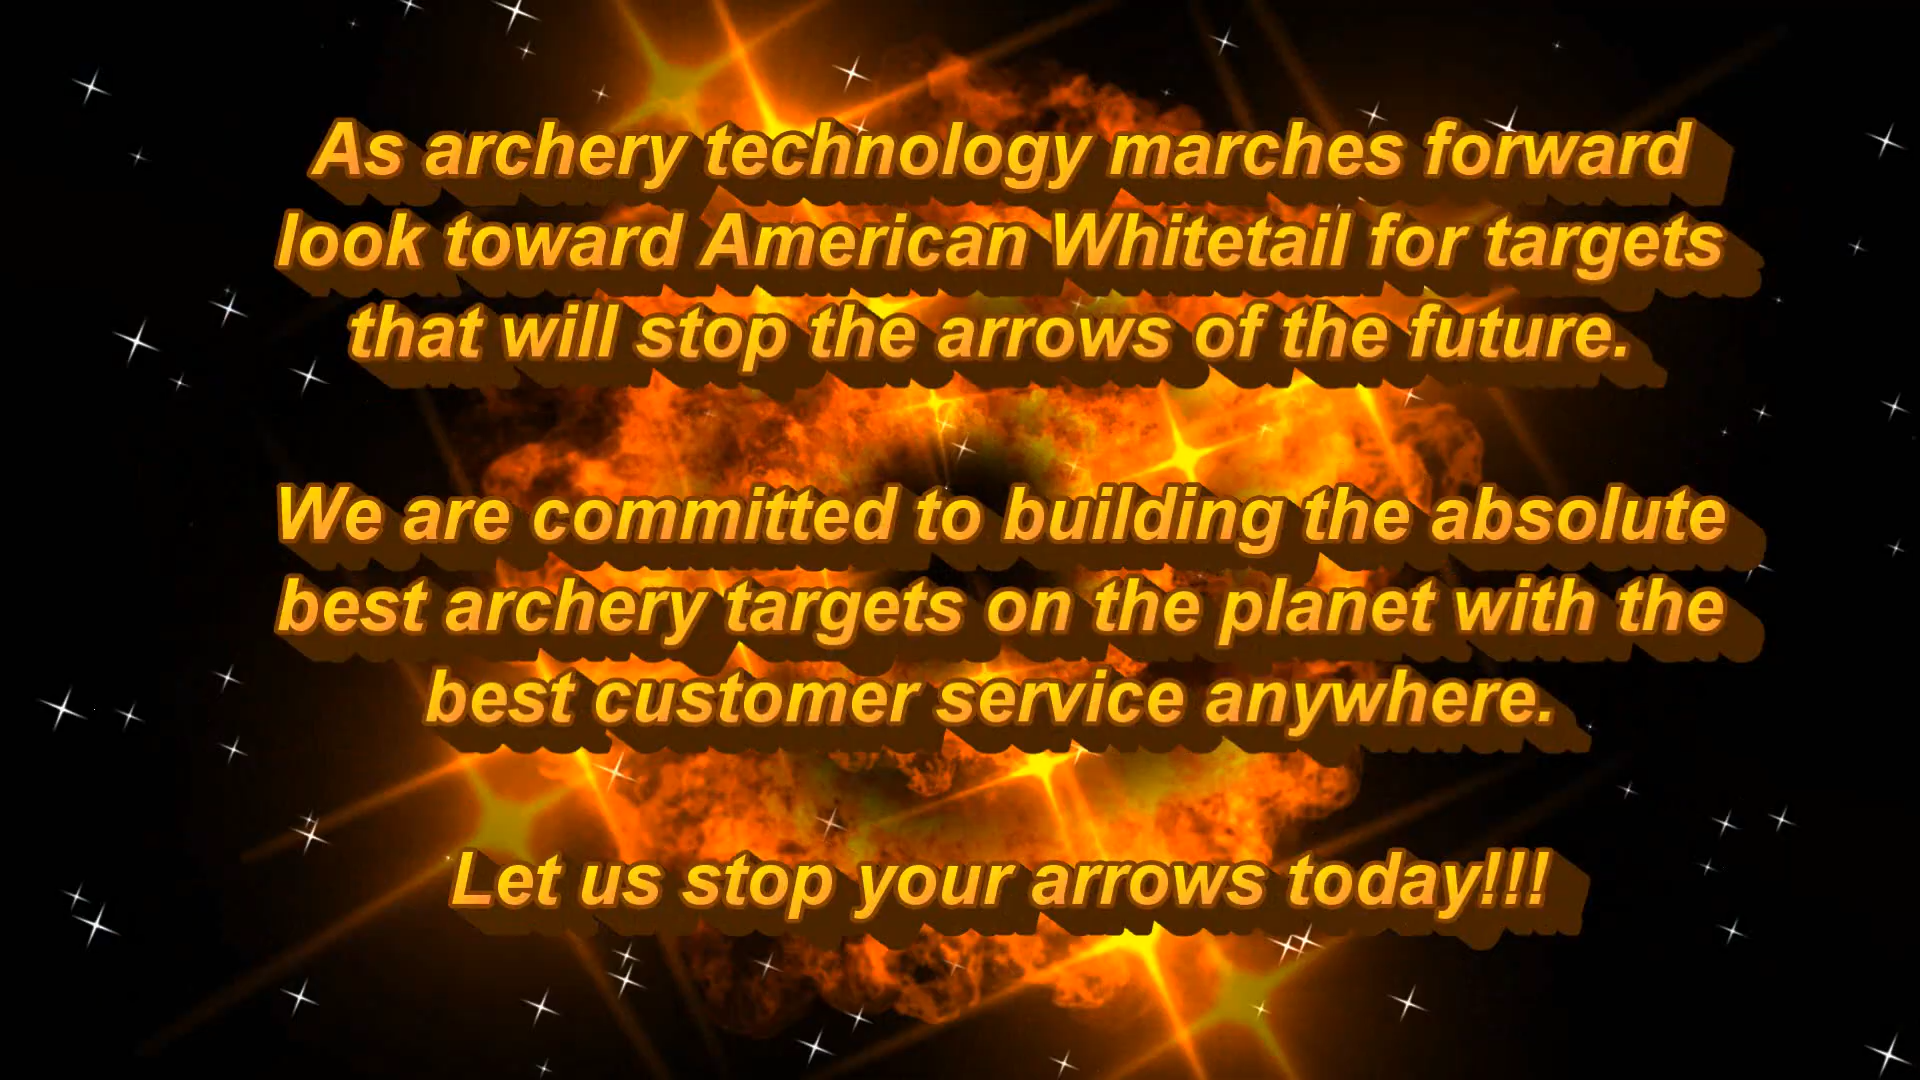 As archery technology marches forward
look toward American Whitetail for targets
that will stop the arrows of the future.
We are committed to building the absolute
best archery targets on the planet with the
best customer service anywhere.
Let us stop your arrows today!!!